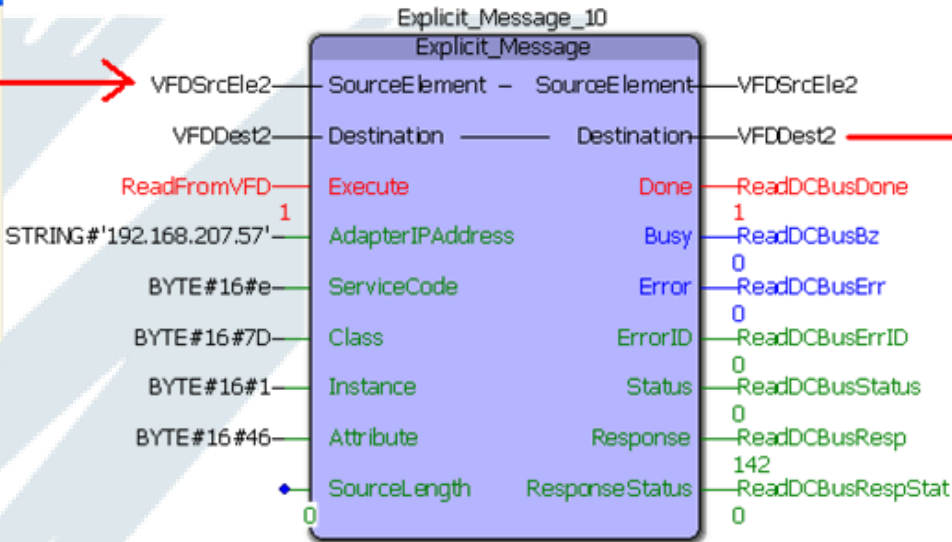 Explicit_Message_10
Explicit_Message
VFDSrcEle2 SourceElement – SourceElement VFDSrcEle2
VFDDest2 Destination Destination VFDDest2
ReadFromVFD Execute Done ReadDCBusDone
1 1
STRING#'192.168.207.57' AdapterIPAddress Busy ReadDCBusBz
0
BYTE#16#e ServiceCode Error ReadDCBusErr
0
BYTE#16#7D Class ErrorID ReadDCBusErrID
0
BYTE#16#1 Instance Status ReadDCBusStatus
0
BYTE#16#46 Attribute Response ReadDCBusResp
142
SourceLength ResponseStatus ReadDCBusRespStat
0 0